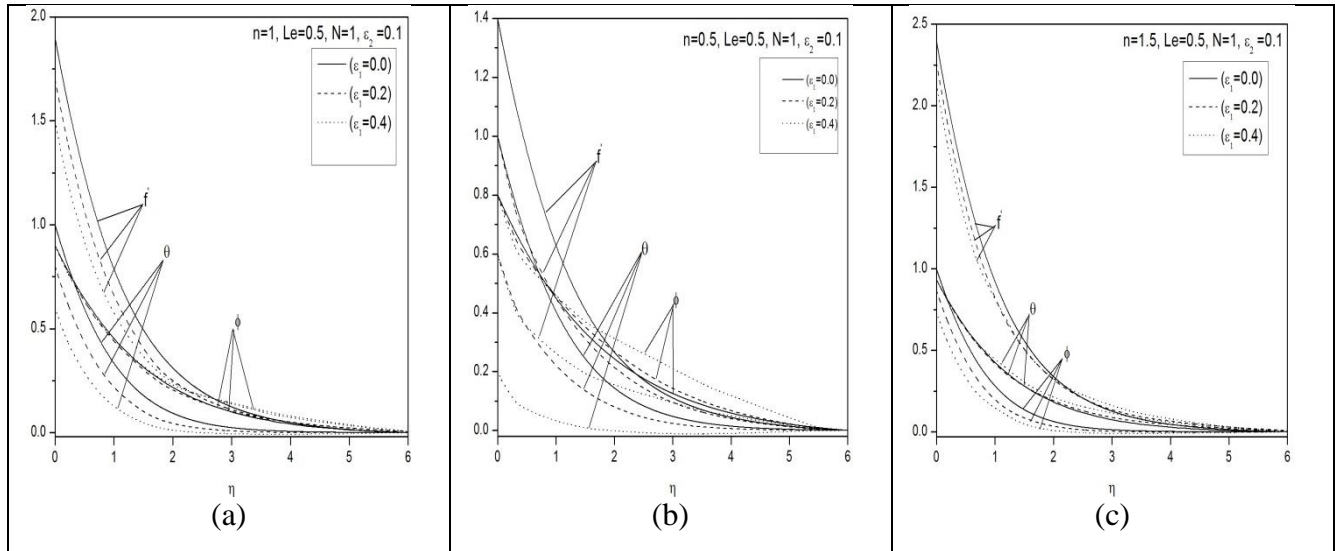 n=1, Le=0.5, N=1, ε₂=0.1
(ε₁=0.0)
(ε₁=0.2)
(ε₁=0.4)
2.0
1.5
1.0
0.5
0.0
f'
θ
ϕ
0 1 2 3 4 5 6
η
(a)
n=0.5, Le=0.5, N=1, ε₂=0.1
(ε₁=0.0)
(ε₁=0.2)
(ε₁=0.4)
1.4
1.2
1.0
0.8
0.6
0.4
0.2
0.0
f'
θ
ϕ
0 1 2 3 4 5 6
η
(b)
n=1.5, Le=0.5, N=1, ε₂=0.1
(ε₁=0.0)
(ε₁=0.2)
(ε₁=0.4)
2.5
2.0
1.5
1.0
0.5
0.0
f'
θ
ϕ
0 1 2 3 4 5 6
η
(c)